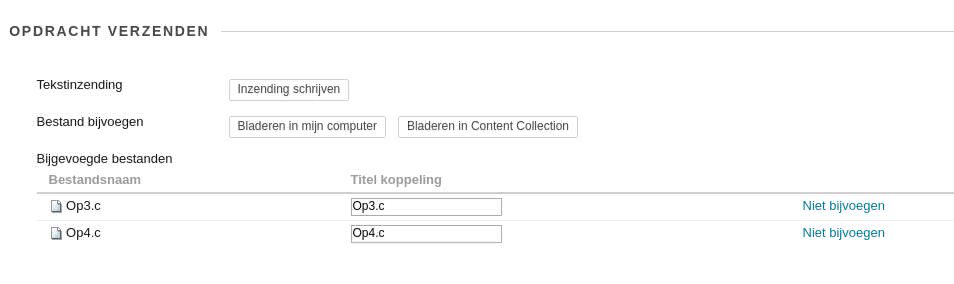 OPDRACHT VERZENDEN
Tekstinzending Inzending schrijven
Bestand bijvoegen Bladeren in mijn computer Bladeren in Content Collection
Bijgevoegde bestanden
Bestandsnaam Titel koppeling
Op3.c Op3.c Niet bijvoegen
Op4.c Op4.c Niet bijvoegen